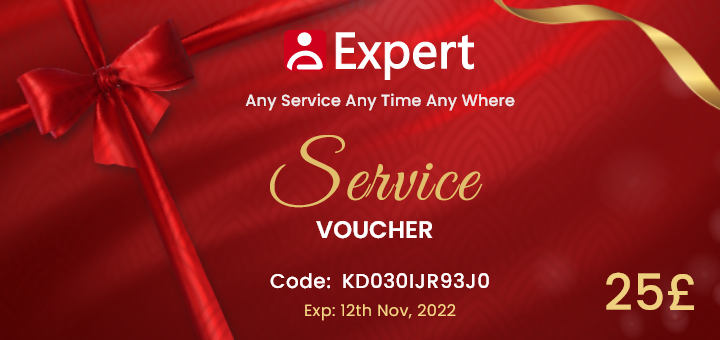 Expert
Any Service Any Time Any Where
Service
VOUCHER
Code: KD030IJR93J0
Exp: 12th Nov, 2022
25£